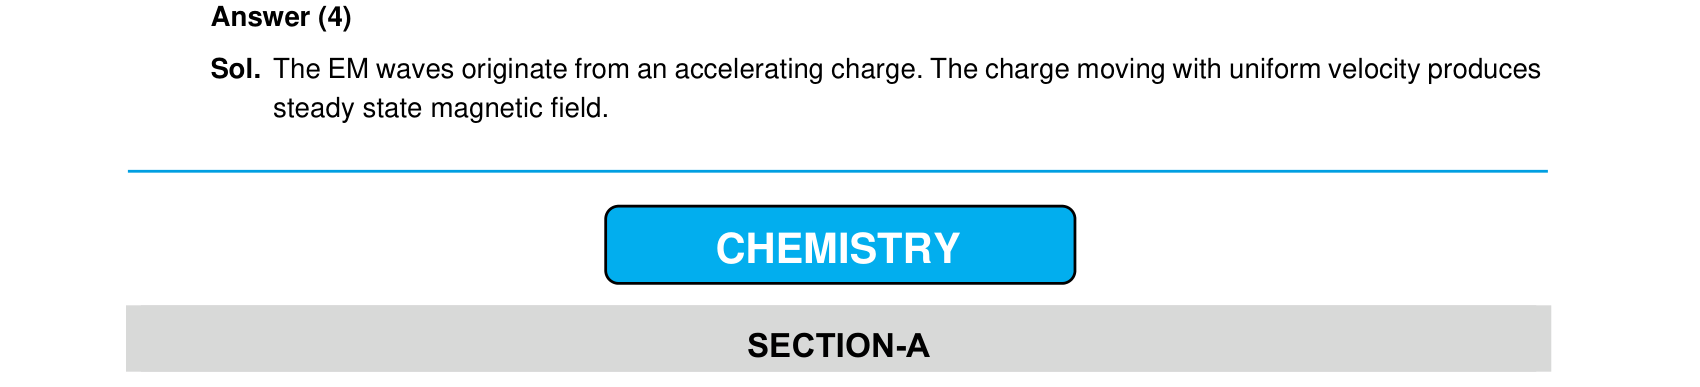 Answer (4)
Sol. The EM waves originate from an accelerating charge. The charge moving with uniform velocity produces
steady state magnetic field.
CHEMISTRY
SECTION-A